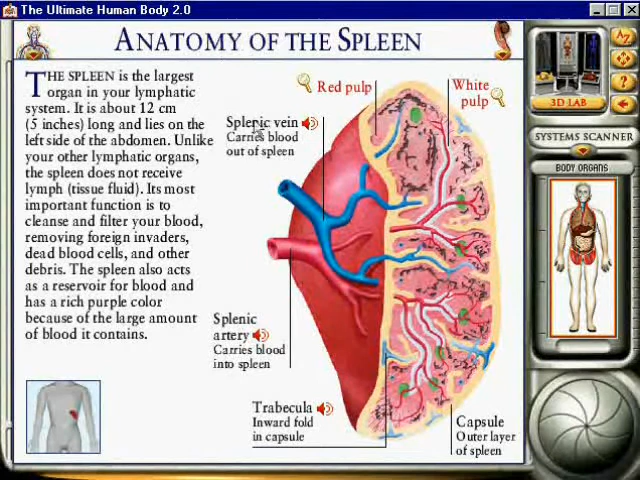 The Ultimate Human Body 2.0
ANATOMY OF THE SPLEEN
THE SPLEEN is the largest
organ in your lymphatic
system. It is about 12 cm
(5 inches) long and lies on the
left side of the abdomen. Unlike
your other lymphatic organs,
the spleen does not receive
lymph (tissue fluid). Its most
important function is to
cleanse and filter your blood,
removing foreign invaders,
dead blood cells, and other
debris. The spleen also acts
as a reservoir for blood and
has a rich purple color
because of the large amount
of blood it contains.
Red pulp
White
pulp
Splenic vein
Carries blood
out of spleen
Splenic
artery
Carries blood
into spleen
Trabecula
Inward fold
in capsule
Capsule
Outer layer
of spleen
3D LAB
A
Z
?
SYSTEMS SCANNER
BODY ORGANS